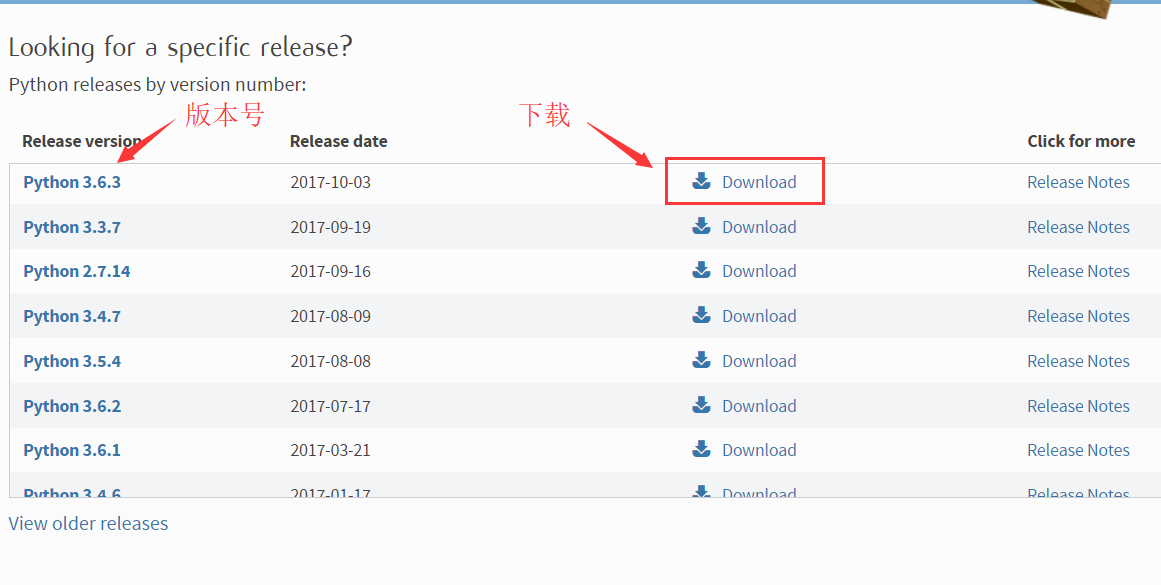 Looking for a specific release?
Python releases by version number:
版本号
下载
Release version Release date Click for more
Python 3.6.3 2017-10-03 Download Release Notes
Python 3.3.7 2017-09-19 Download Release Notes
Python 2.7.14 2017-09-16 Download Release Notes
Python 3.4.7 2017-08-09 Download Release Notes
Python 3.5.4 2017-08-08 Download Release Notes
Python 3.6.2 2017-07-17 Download Release Notes
Python 3.6.1 2017-03-21 Download Release Notes
Python 3.4.6 2017-01-17 Download Release Notes
View older releases